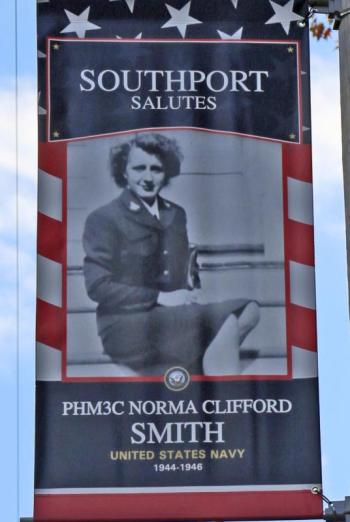 SOUTHPORT
SALUTES
PHM3C NORMA CLIFFORD
SMITH
UNITED STATES NAVY
1944-1946